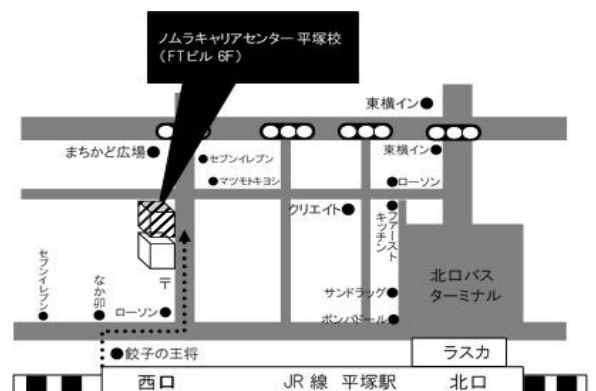 ノムラキャリアセンター 平塚校
（FTビル 6F）
東横イン
まちかど広場
セブンイレブン
東横イン
マツモトキヨシ
ローソン
クリエイト
ファースト
キッチン
セブンイレブン
なか卯
〒
ローソン
サンドラッグ
ポンパドール
北口バス
ターミナル
餃子の王将
ラスカ
西口
JR 線 平塚駅
北口